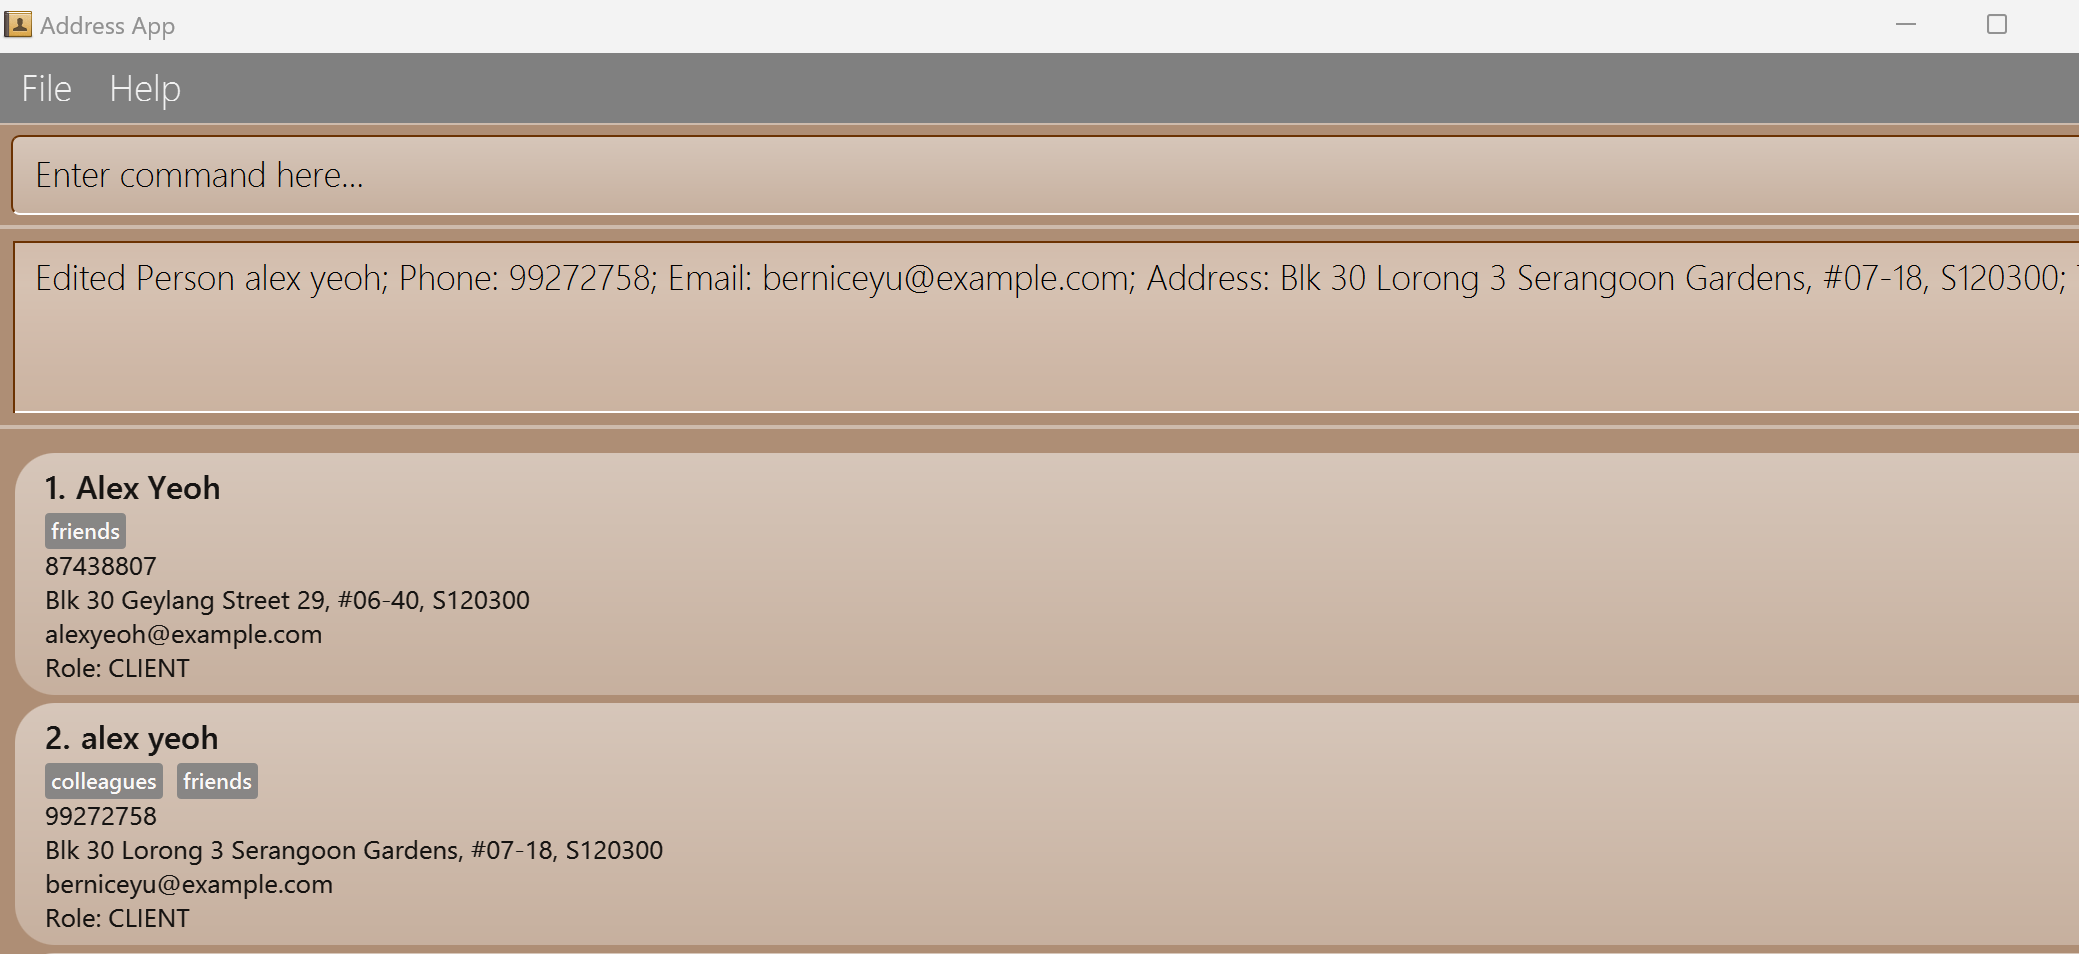 Address App
File Help
Enter command here...
Edited Person alex yeoh; Phone: 99272758; Email: berniceyu@example.com; Address: Blk 30 Lorong 3 Serangoon Gardens, #07-18, S120300;
1. Alex Yeoh
friends
87438807
Blk 30 Geylang Street 29, #06-40, S120300
alexyeoh@example.com
Role: CLIENT
2. alex yeoh
colleagues friends
99272758
Blk 30 Lorong 3 Serangoon Gardens, #07-18, S120300
berniceyu@example.com
Role: CLIENT